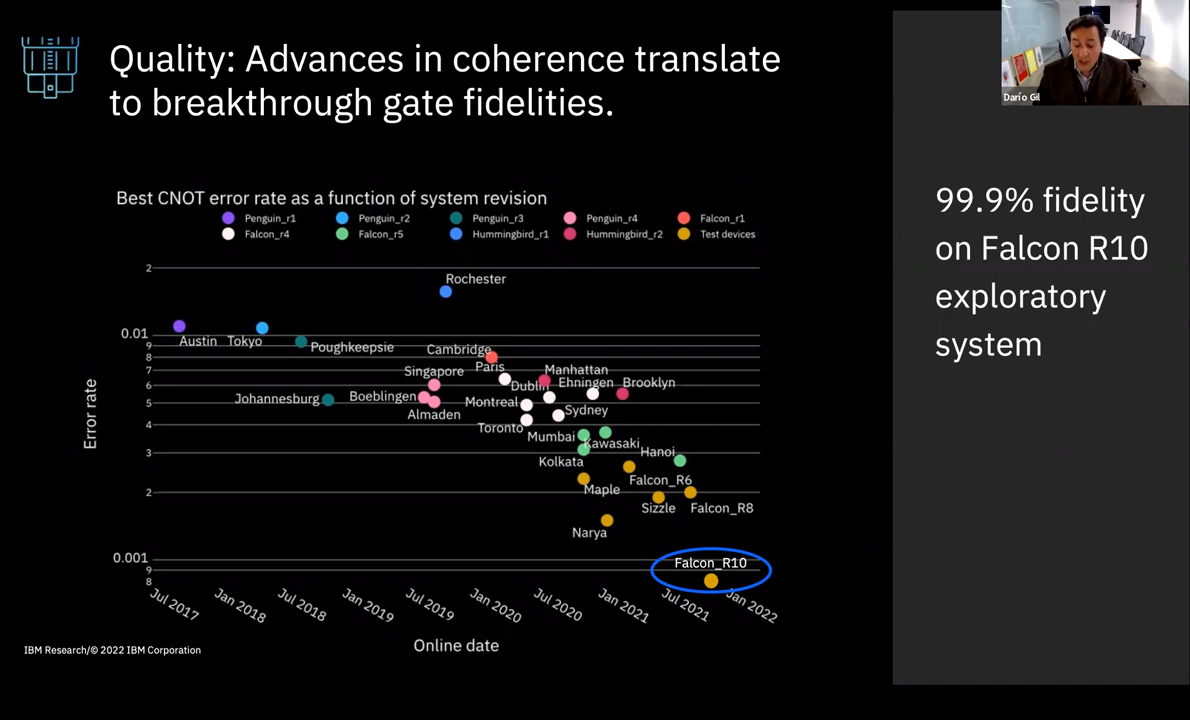 Quality: Advances in coherence translate
to breakthrough gate fidelities.
Darío Gil
99.9% fidelity
on Falcon R10
exploratory
system
Best CNOT error rate as a function of system revision
Penguin_r1 Penguin_r2 Penguin_r3 Penguin_r4 Falcon_r1
Falcon_r4 Falcon_r5 Hummingbird_r1 Hummingbird_r2 Test devices
2
Rochester
0.01
Austin Tokyo
9
Poughkeepsie
Cambridge
8
Paris
Manhattan
7
Singapore
6
Dublin Ehningen Brooklyn
Johannesburg Boeblingen
5
Montreal
Almaden
Sydney
4
Toronto
Mumbai
Kawasaki
3
Hanoi
Kolkata
Falcon_R6
2
Maple
Sizzle Falcon_R8
Narya
0.001
Falcon_R10
9
8
Error rate
Jul 2017 Jan 2018 Jul 2018 Jan 2019 Jul 2019 Jan 2020 Jul 2020 Jan 2021 Jul 2021 Jan 2022
Online date
IBM Research/© 2022 IBM Corporation